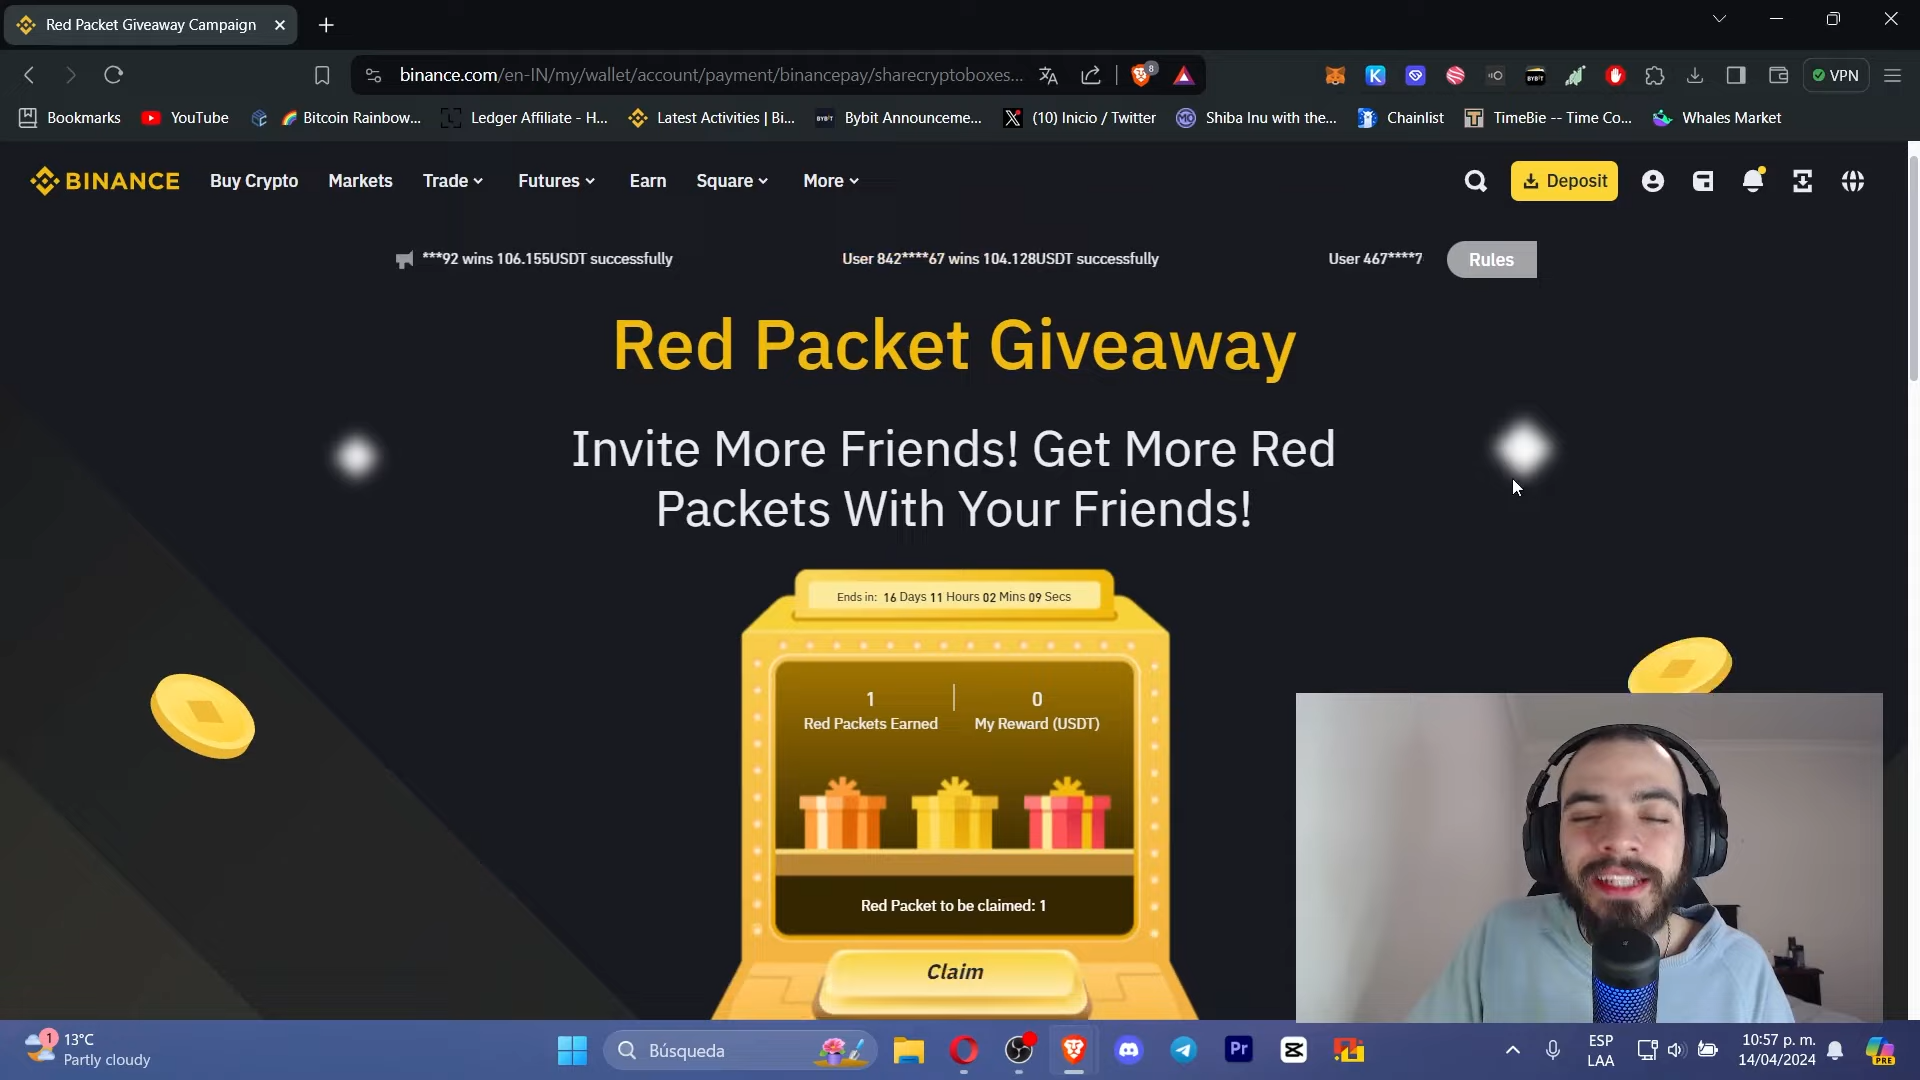 Red Packet Giveaway Campaign
binance.com/en-IN/my/wallet/account/payment/binancepay/sharecryptoboxes...
8
VPN
Bookmarks
YouTube
Bitcoin Rainbow...
Ledger Affiliate - H...
Latest Activities | Bi...
Bybit Announceme...
(10) Inicio / Twitter
Shiba Inu with the...
Chainlist
TimeBie -- Time Co...
Whales Market
BINANCE
Buy Crypto
Markets
Trade
Futures
Earn
Square
More
Deposit
***92 wins 106.155USDT successfully
User 842****67 wins 104.128USDT successfully
User 467****7
Rules
Red Packet Giveaway
Invite More Friends! Get More Red
Packets With Your Friends!
Ends in: 16 Days 11 Hours 02 Mins 09 Secs
1
Red Packets Earned
0
My Reward (USDT)
Red Packet to be claimed: 1
Claim
1
13°C
Partly cloudy
Búsqueda
Pr
ESP
LAA
10:57 p. m.
14/04/2024
PRE